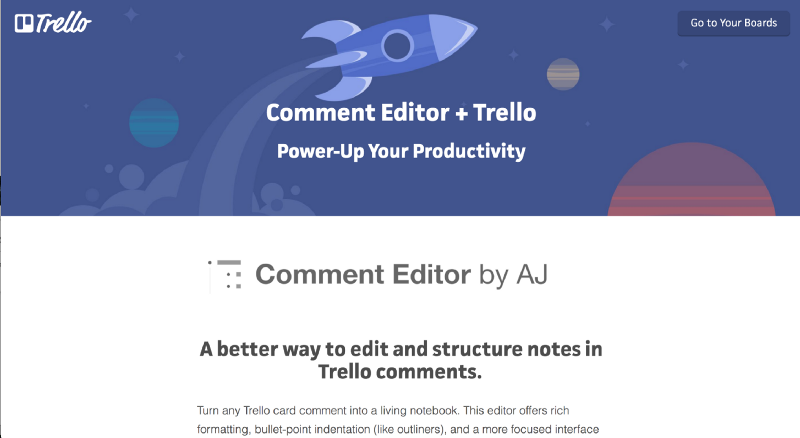 Trello
Go to Your Boards
Comment Editor + Trello
Power-Up Your Productivity
Comment Editor by AJ
A better way to edit and structure notes in
Trello comments.
Turn any Trello card comment into a living notebook. This editor offers rich
formatting, bullet-point indentation (like outliners), and a more focused interface